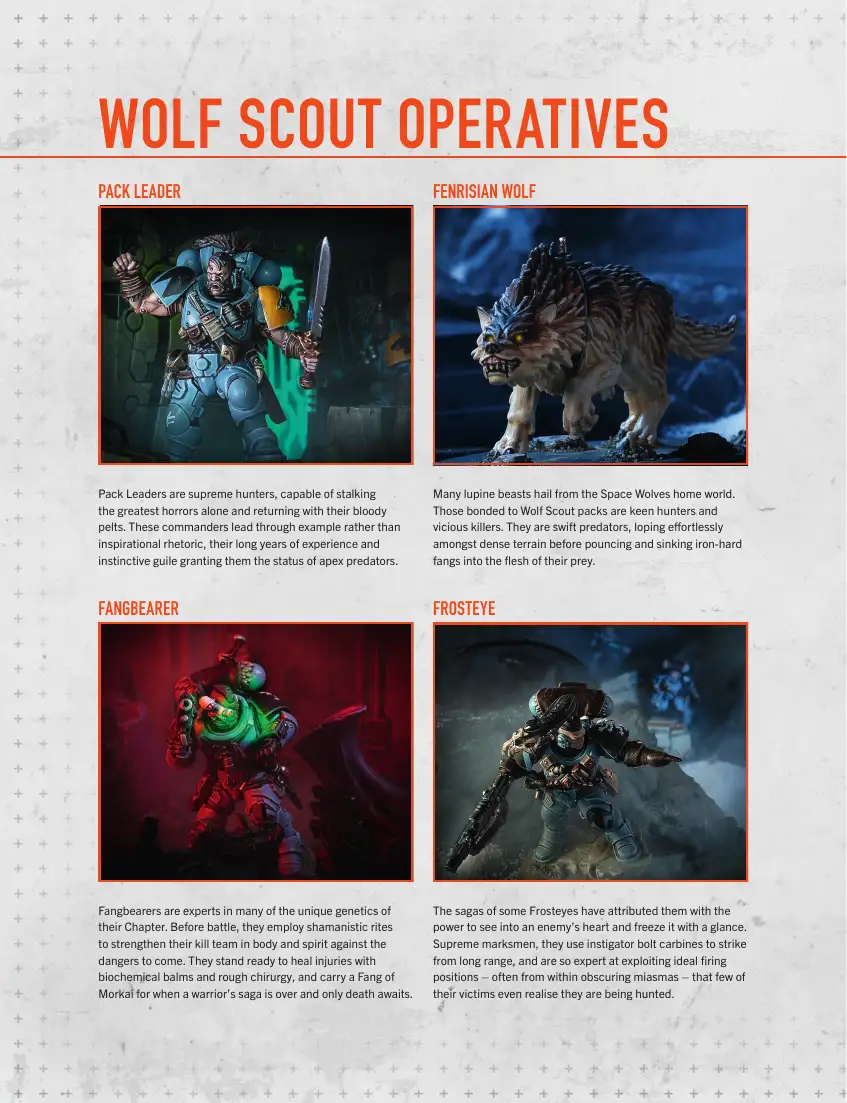 WOLF SCOUT OPERATIVES
PACK LEADER
Pack Leaders are supreme hunters, capable of stalking
the greatest horrors alone and returning with their bloody
pelts. These commanders lead through example rather than
inspirational rhetoric, their long years of experience and
instinctive guile granting them the status of apex predators.
FENRISIAN WOLF
Many lupine beasts hail from the Space Wolves home world.
Those bonded to Wolf Scout packs are keen hunters and
vicious killers. They are swift predators, loping effortlessly
amongst dense terrain before pouncing and sinking iron-hard
fangs into the flesh of their prey.
FANGBEARER
Fangbearers are experts in many of the unique genetics of
their Chapter. Before battle, they employ shamanistic rites
to strengthen their kill team in body and spirit against the
dangers to come. They stand ready to heal injuries with
biochemical balms and rough chirurgy, and carry a Fang of
Morkai for when a warrior's saga is over and only death awaits.
FROSTEYE
The sagas of some Frosteyes have attributed them with the
power to see into an enemy's heart and freeze it with a glance.
Supreme marksmen, they use instigator bolt carbines to strike
from long range, and are so expert at exploiting ideal firing
positions – often from within obscuring miasmas – that few of
their victims even realise they are being hunted.